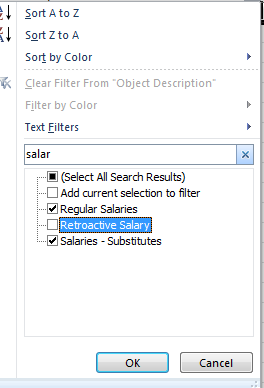 Sort A to Z
Sort Z to A
Sort by Color
Clear Filter From "Object Description"
Filter by Color
Text Filters
salar
(Select All Search Results)
Add current selection to filter
Regular Salaries
Retroactive Salary
Salaries - Substitutes
OK
Cancel